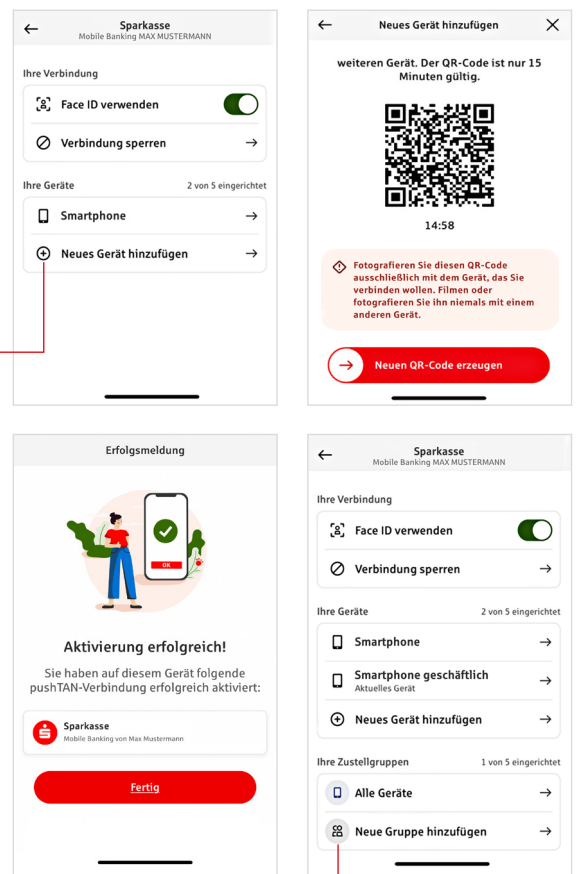 Sparkasse
Mobile Banking MAX MUSTERMANN
Ihre Verbindung
Face ID verwenden
Verbindung sperren
Ihre Geräte 2 von 5 eingerichtet
Smartphone
Neues Gerät hinzufügen
Neues Gerät hinzufügen
weiteren Gerät. Der QR-Code ist nur 15
Minuten gültig.
14:58
Fotografieren Sie diesen QR-Code
ausschließlich mit dem Gerät, das Sie
verbinden wollen. Filmen oder
fotografieren Sie ihn niemals mit einem
anderen Gerät.
Neuen QR-Code erzeugen
Erfolgsmeldung
OK
Aktivierung erfolgreich!
Sie haben auf diesem Gerät folgende
pushTAN-Verbindung erfolgreich aktiviert:
Sparkasse
Mobile Banking von Max Mustermann
Fertig
Sparkasse
Mobile Banking MAX MUSTERMANN
Ihre Verbindung
Face ID verwenden
Verbindung sperren
Ihre Geräte 2 von 5 eingerichtet
Smartphone
Smartphone geschäftlich
Aktuelles Gerät
Neues Gerät hinzufügen
Ihre Zustellgruppen 1 von 5 eingerichtet
Alle Geräte
Neue Gruppe hinzufügen